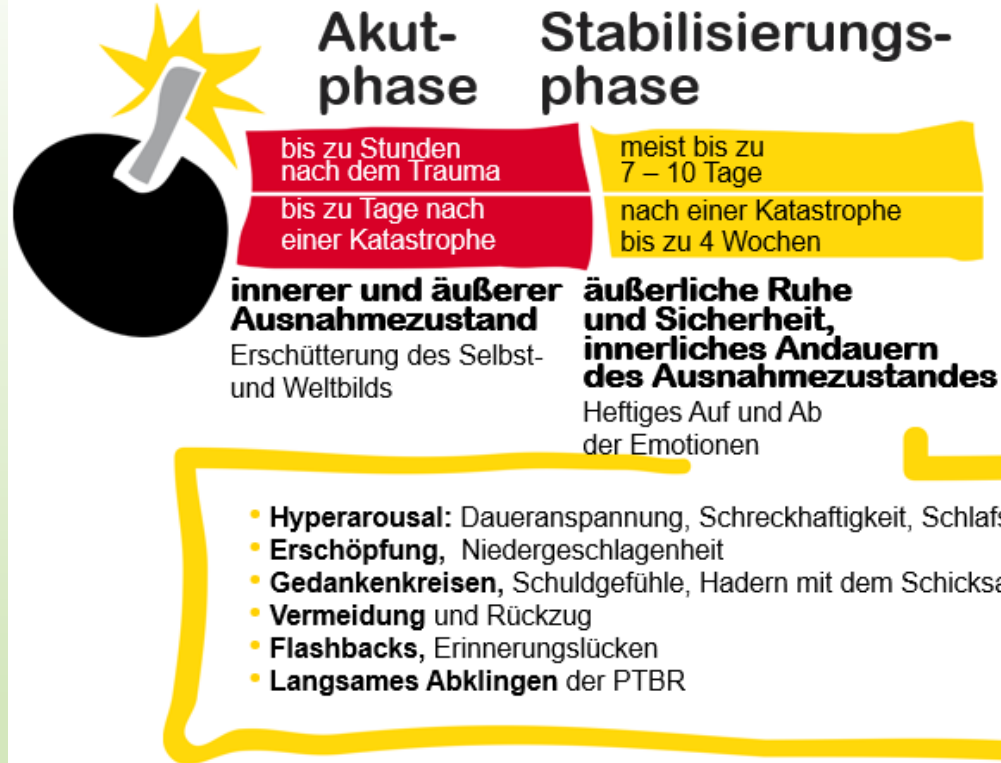 Akut-
phase
Stabilisierungs-
phase
bis zu Stunden
nach dem Trauma
bis zu Tage nach
einer Katastrophe
meist bis zu
7 – 10 Tage
nach einer Katastrophe
bis zu 4 Wochen
innerer und äußerer
Ausnahmezustand
Erschütterung des Selbst-
und Weltbilds
äußerliche Ruhe
und Sicherheit,
innerliches Andauern
des Ausnahmezustandes
Heftiges Auf und Ab
der Emotionen
• Hyperarousal: Daueranspannung, Schreckhaftigkeit, Schlafs
• Erschöpfung, Niedergeschlagenheit
• Gedankenkreisen, Schuldgefühle, Hadern mit dem Schicksa
• Vermeidung und Rückzug
• Flashbacks, Erinnerungslücken
• Langsames Abklingen der PTBR